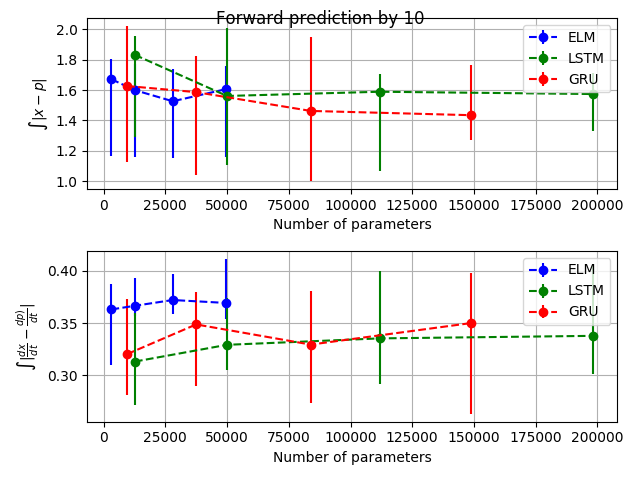 Forward prediction by 10
∫|x − p|
2.0
1.8
1.6
1.4
1.2
1.0
ELM
LSTM
GRU
0 25000 50000 75000 100000 125000 150000 175000 200000
Number of parameters
∫|dx/dt − dp)/dt|
0.40
0.35
0.30
ELM
LSTM
GRU
0 25000 50000 75000 100000 125000 150000 175000 200000
Number of parameters